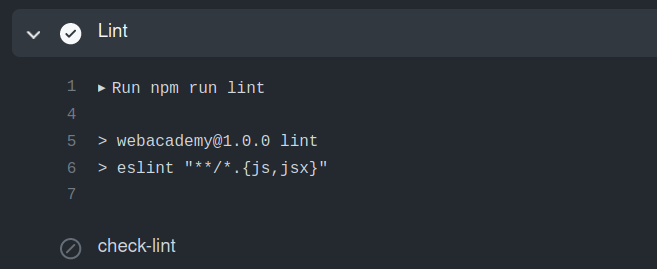 Lint
1 ▸ Run npm run lint
4
5 > webacademy@1.0.0 lint
6 > eslint "**/*.{js,jsx}"
7
check-lint